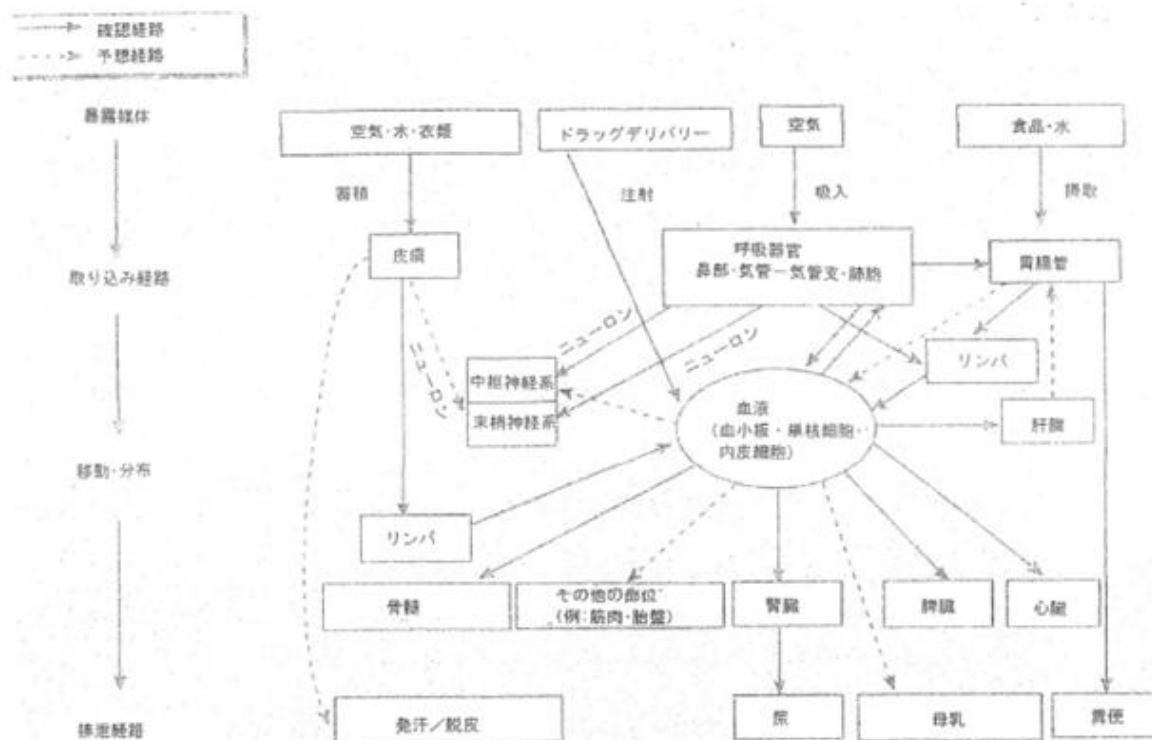 確認経路
予想経路
暴露媒体
空気・水・衣類
ドラッグデリバリー
空気
食品・水
蓄積
注射
吸入
摂取
取り込み経路
皮膚
呼吸器官
鼻部・気管ー気管支・肺胞
胃腸管
ニューロン
ニューロン
ニューロン
中枢神経系
末梢神経系
リンパ
血液
(血小板・単核細胞・
内皮細胞)
肝臓
移動・分布
リンパ
骨髄
その他の部位
(例:筋肉・胎盤)
腎臓
脾臓
心臓
排泄経路
発汗/脱皮
尿
母乳
糞便